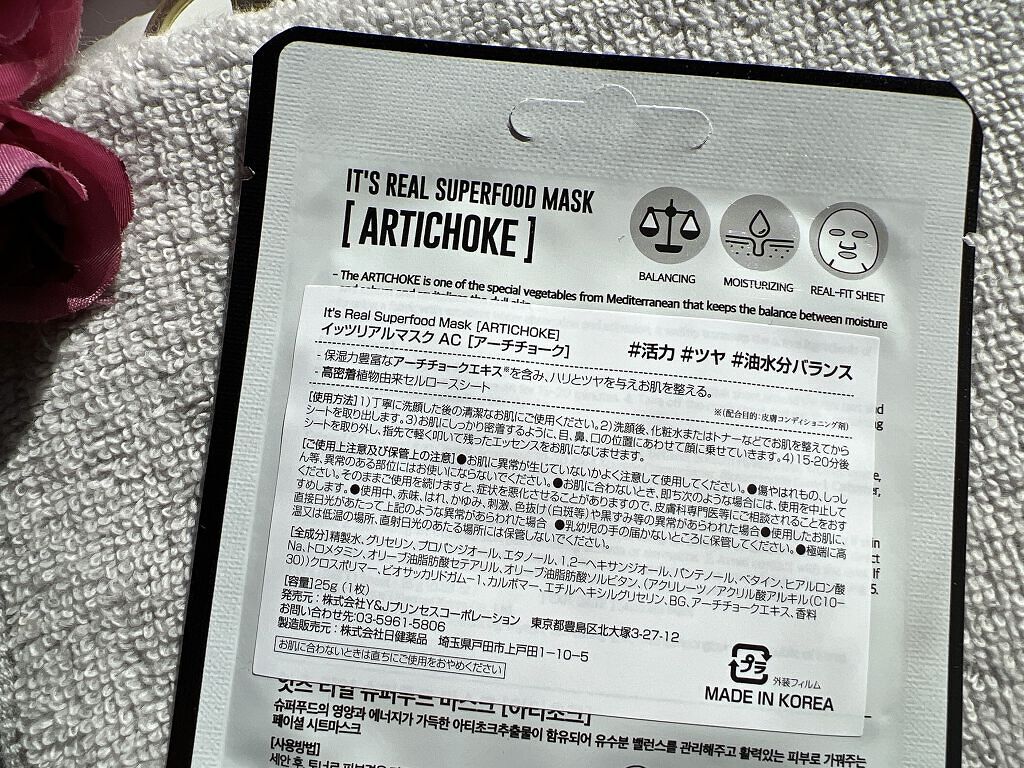 IT'S REAL SUPERFOOD MASK
[ ARTICHOKE ]
BALANCING
MOISTURIZING
REAL-FIT SHEET
- The ARTICHOKE is one of the special vegetables from Mediterranean that keeps the balance between moisture
It's Real Superfood Mask [ARTICHOKE]
イッツリアルマスク AC [アーチチョーク]
#活力 #ツヤ #油水分バランス
- 保湿力豊富なアーチチョークエキス※を含み、ハリとツヤを与えお肌を整える。
- 高密着植物由来セルロースシート
※(配合目的:皮膚コンディショニング剤)
[使用方法]1)丁寧に洗顔した後の清潔なお肌にご使用ください。2)洗顔後、化粧水またはトナーなどでお肌を整えてから
シートを取出します。3)お肌にしっかり密着するように、目、鼻、口の位置にあわせて顔に乗せていきます。4)15-20分後
シートを取り外し、指先で軽く叩いて残ったエッセンスをお肌になじませます。
[ご使用上注意及び保管上の注意]●お肌に異常が生じていないかよく注意して使用してください。●傷やはれもの、しっし
ん等、異常のある部位にはお使いにならないでください。●お肌に合わないとき、即ち次のような場合には、使用を中止して
ください。そのままご使用を続けますと、症状を悪化させることがありますので、皮膚科専門医等にご相談されることをおす
すめします。●使用中、赤味、はれ、かゆみ、刺激、色抜け(白斑等)や黒ずみ等の異常があらわれた場合●使用したお肌に、
直接日光があたって上記のような異常があらわれた場合 ●乳幼児の手の届かないところに保管してください。●極端に高
温又は低温の場所、直射日光のあたる場所には保管しないでください。
[全成分]精製水、グリセリン、プロパンジオール、エタノール、1,2-ヘキサンジオール、パンテノール、ベタイン、ヒアルロン酸
Na、トロメタミン、オリーブ油脂肪酸セテアリル、オリーブ油脂肪酸ソルビタン、(アクリレーツ/アクリル酸アルキル(C10-
30))クロスポリマー、ビオサッカリドガム-1、カルボマー、エチルヘキシルグリセリン、BG、アーチチョークエキス、香料
[容量]25g (1枚)
発売元:株式会社Y&Jプリンセスコーポレーション 東京都豊島区北大塚3-27-12
お問い合わせ先:03-5961-5806
製造販売元:株式会社日健薬品 埼玉県戸田市上戸田1-10-5
お肌に合わないときは直ちにご使用をおやめください
プラ
外装フィルム
MADE IN KOREA
잇츠 리얼 슈퍼푸드 마스크 [아티초크]
슈퍼푸드의 영양과 에너지가 가득한 아티초크추출물이 함유되어 유수분 밸런스를 관리해주고 활력있는 피부로 가꿔주는
페이셜 시트마스크
[사용방법]